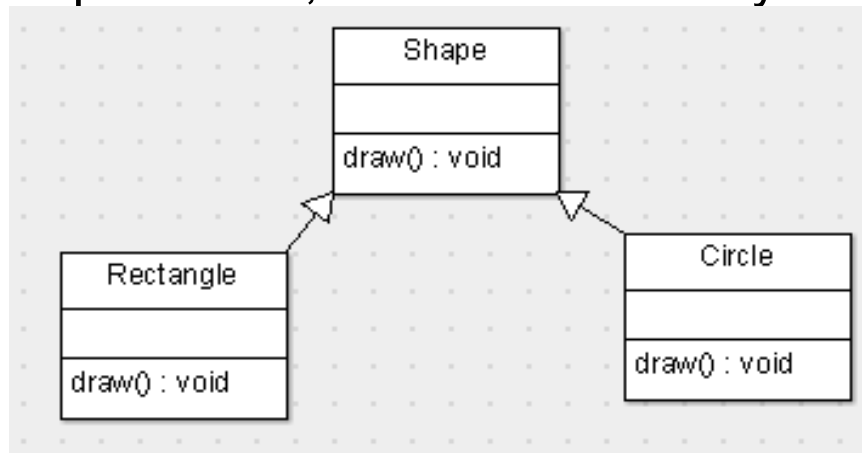 Shape
draw() : void
Rectangle
draw() : void
Circle
draw() : void